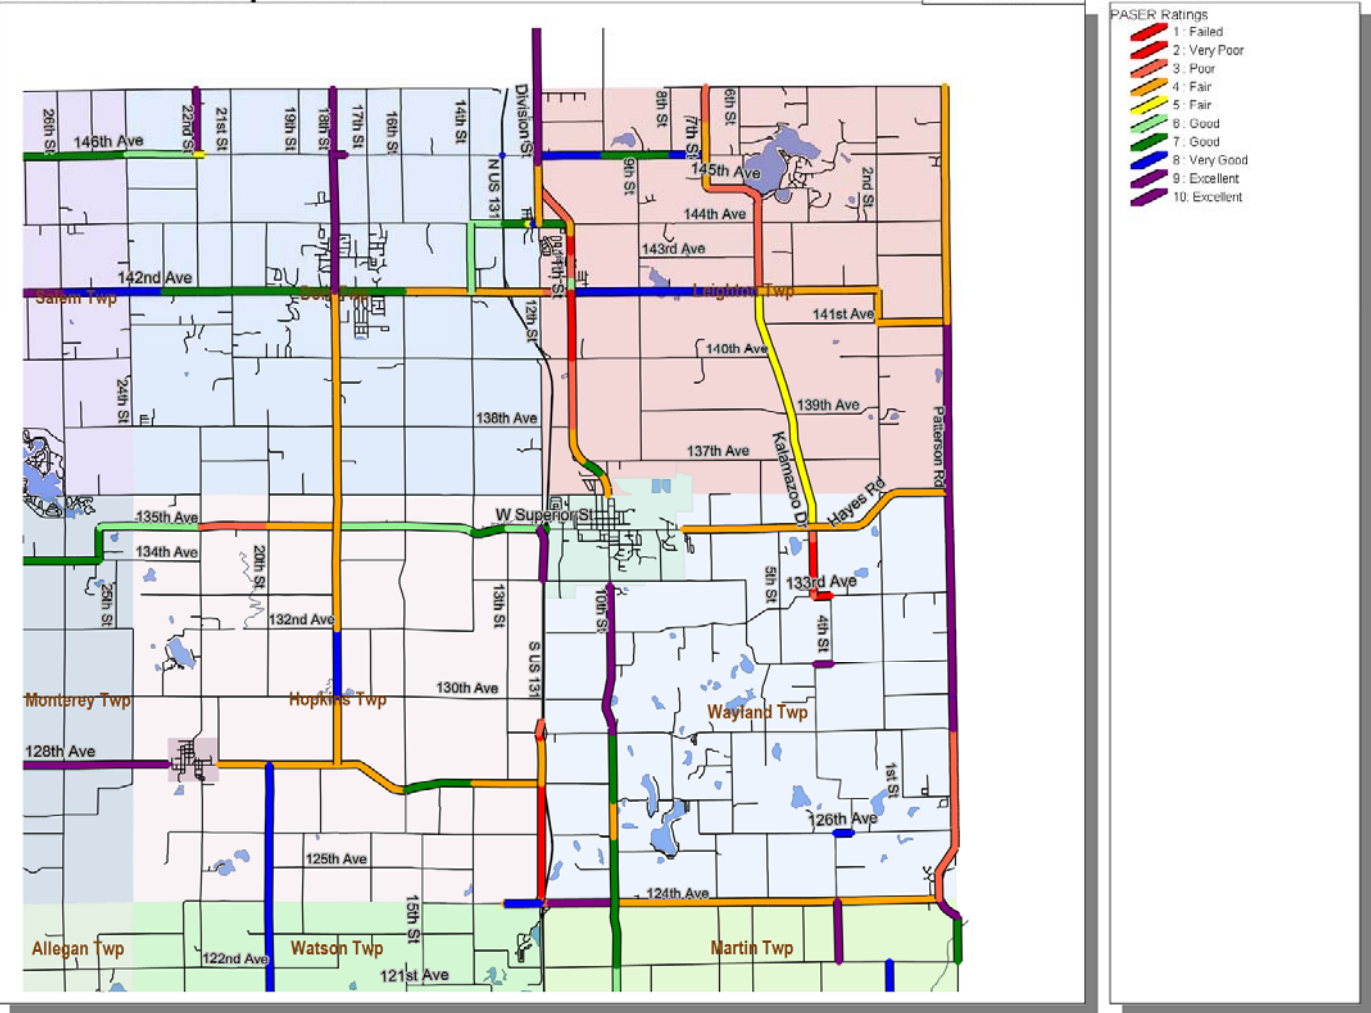 PASER Ratings
1 : Failed
2 : Very Poor
3 : Poor
4 : Fair
5 : Fair
6 : Good
7 : Good
8 : Very Good
9 : Excellent
10: Excellent
26th St
22nd St
21st St
19th St
18th St
17th St
16th St
14th St
Division St
8th St
7th St
6th St
146th Ave
N US 131
9th St
145th Ave
2nd St
144th Ave
143rd Ave
11th St
142nd Ave
Salem Twp
Leighton Twp
12th St
141st Ave
140th Ave
24th St
139th Ave
138th Ave
Patterson Rd
137th Ave
Kalamazoo Dr
Hayes Rd
135th Ave
W Superior St
134th Ave
20th St
25th St
5th St
133rd Ave
13th St
10th St
132nd Ave
4th St
S US 131
130th Ave
Monterey Twp
Hopkins Twp
Wayland Twp
128th Ave
1st St
126th Ave
125th Ave
124th Ave
15th St
Allegan Twp
Watson Twp
Martin Twp
122nd Ave
121st Ave